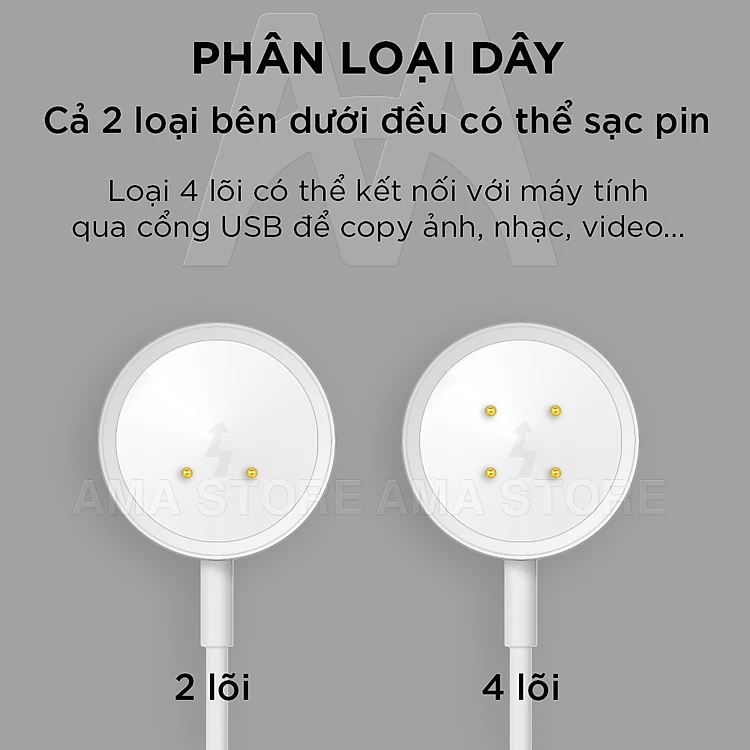 PHÂN LOẠI DÂY
Cả 2 loại bên dưới đều có thể sạc pin
Loại 4 lõi có thể kết nối với máy tính
qua cổng USB để copy ảnh, nhạc, video...
AMA STORE AMA STORE
2 lõi 4 lõi